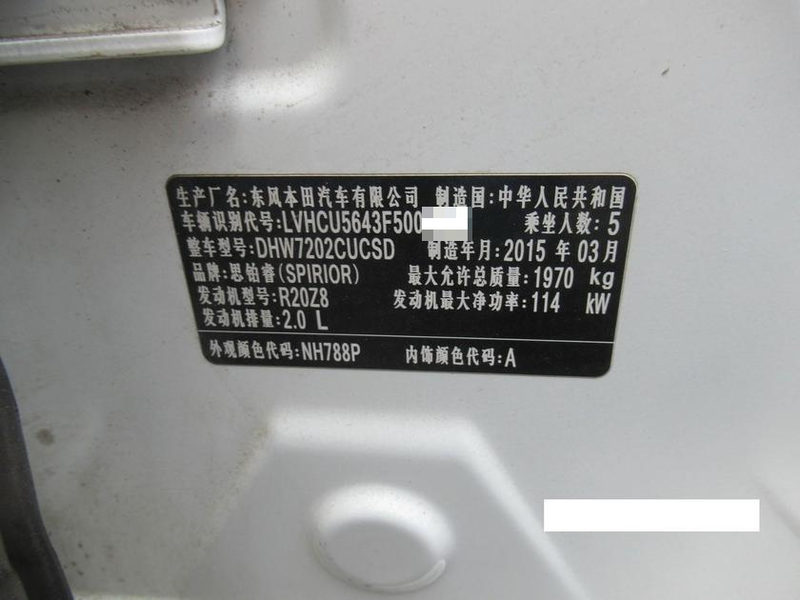 生产厂名:东风本田汽车有限公司 制造国:中华人民共和国
车辆识别代号:LVHCU5643F500 乘坐人数:5
整车型号:DHW7202CUCSD 制造年月:2015 年 03 月
品牌:思铂睿(SPIRIOR) 最大允许总质量:1970 kg
发动机型号:R20Z8 发动机最大净功率:114 kW
发动机排量:2.0 L
外观颜色代码:NH788P 内饰颜色代码:A